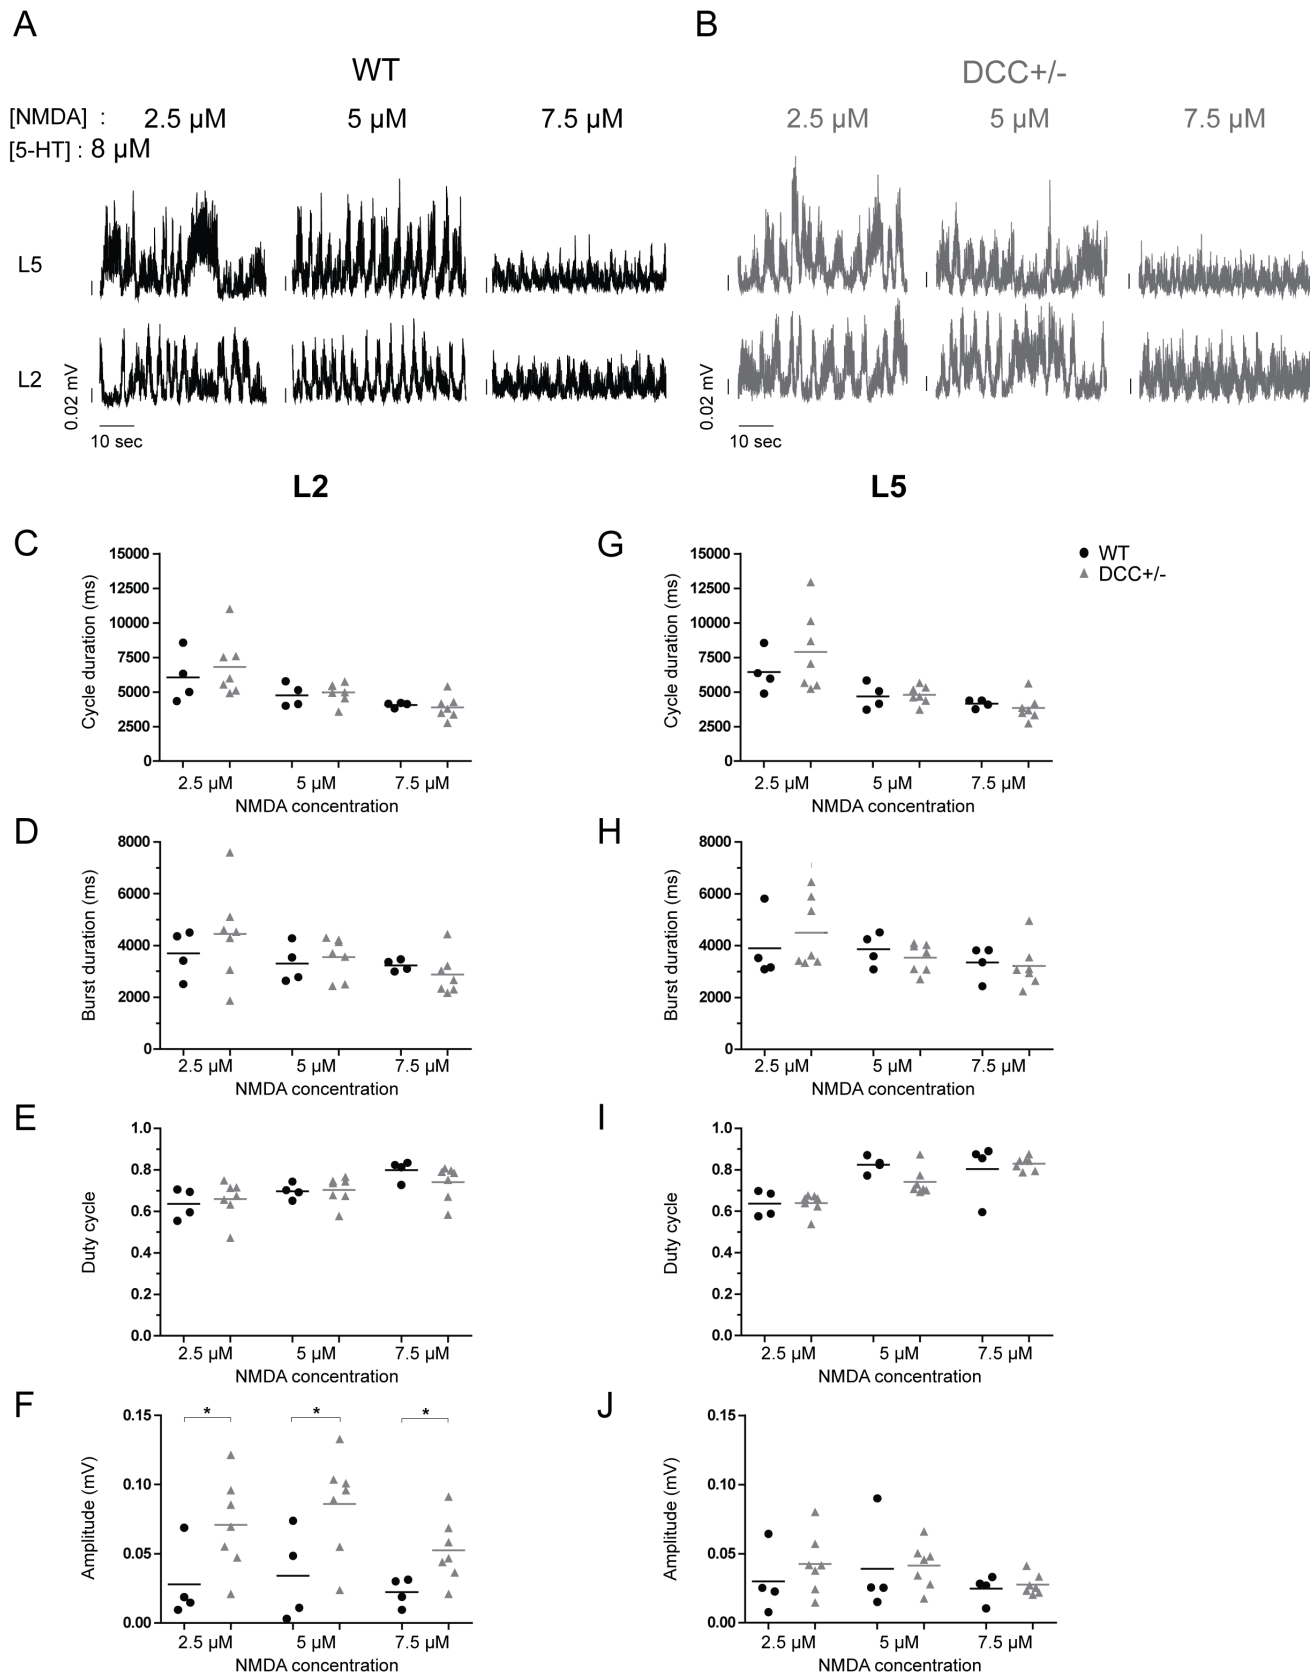 A
B
WT
DCC+/-
[NMDA] : 2.5 µM 5 µM 7.5 µM
2.5 µM 5 µM 7.5 µM
[5-HT] : 8 µM
L5
L2
0.02 mV
0.02 mV
10 sec
10 sec
L2
L5
C
15000
12500
10000
7500
5000
2500
0
Cycle duration (ms)
2.5 µM 5 µM 7.5 µM
NMDA concentration
G
15000
12500
10000
7500
5000
2500
0
Cycle duration (ms)
2.5 µM 5 µM 7.5 µM
NMDA concentration
WT
DCC+/-
D
8000
6000
4000
2000
0
Burst duration (ms)
2.5 µM 5 µM 7.5 µM
NMDA concentration
H
8000
6000
4000
2000
0
Burst duration (ms)
2.5 µM 5 µM 7.5 µM
NMDA concentration
E
1.0
0.8
0.6
0.4
0.2
0.0
Duty cycle
2.5 µM 5 µM 7.5 µM
NMDA concentration
I
1.0
0.8
0.6
0.4
0.2
0.0
Duty cycle
2.5 µM 5 µM 7.5 µM
NMDA concentration
F
0.15
0.10
0.05
0.00
Amplitude (mV)
* * *
2.5 µM 5 µM 7.5 µM
NMDA concentration
J
0.15
0.10
0.05
0.00
Amplitude (mV)
2.5 µM 5 µM 7.5 µM
NMDA concentration